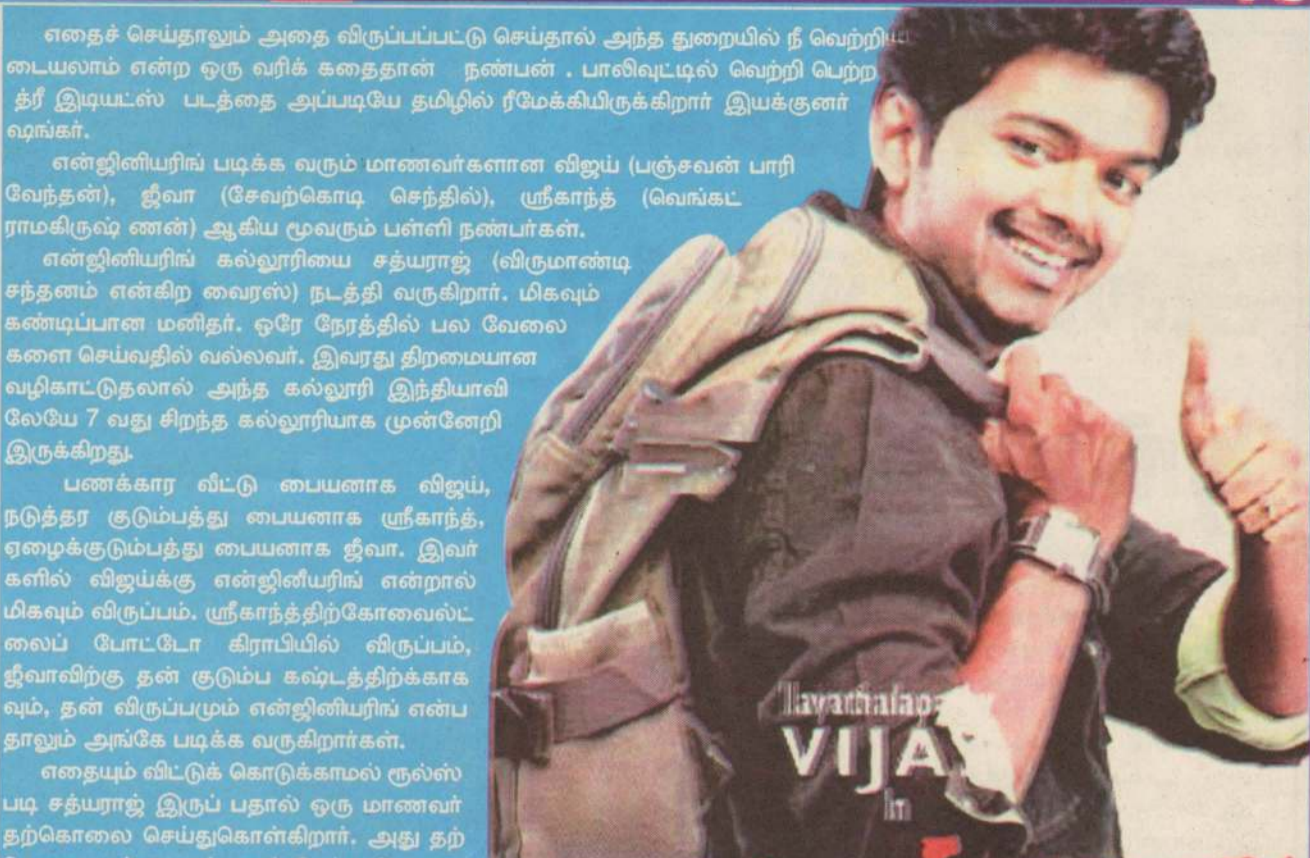 எதைச் செய்தாலும் அதை விருப்பப்பட்டு செய்தால் அந்த துறையில் நீ வெற்றிய
டையலாம் என்ற ஒரு வரிக் கதைதான் நண்பன் . பாலிவுட்டில் வெற்றி பெற்ற
த்ரீ இடியட்ஸ் படத்தை அப்படியே தமிழில் ரீமேக்கியிருக்கிறார் இயக்குனர்
ஷங்கர்.
என்ஜினியரிங் படிக்க வரும் மாணவர்களான விஜய் (பஞ்சவன் பாரி
வேந்தன்), ஜீவா (சேவற்கொடி செந்தில்), ஸ்ரீகாந்த் (வெங்கட்
ராமகிருஷ் ணன்) ஆகிய மூவரும் பள்ளி நண்பர்கள்.
என்ஜினியரிங் கல்லூரியை சத்யராஜ் (விருமாண்டி
சந்தனம் என்கிற வைரஸ்) நடத்தி வருகிறார். மிகவும்
கண்டிப்பான மனிதர். ஒரே நேரத்தில் பல வேலை
களை செய்வதில் வல்லவர். இவரது திறமையான
வழிகாட்டுதலால் அந்த கல்லூரி இந்தியாவி
லேயே 7 வது சிறந்த கல்லூரியாக முன்னேறி
இருக்கிறது.
பணக்கார வீட்டு பையனாக விஜய்,
நடுத்தர குடும்பத்து பையனாக ஸ்ரீகாந்த்,
ஏழைக்குடும்பத்து பையனாக ஜீவா. இவர்
களில் விஜய்க்கு என்ஜினீயரிங் என்றால்
மிகவும் விருப்பம். ஸ்ரீகாந்த்திற்கோவைல்ட்
லைப் போட்டோ கிராபியில் விருப்பம்,
ஜீவாவிற்கு தன் குடும்ப கஷ்டத்திற்க்காக
வும், தன் விருப்பமும் என்ஜினியரிங் என்ப
தாலும் அங்கே படிக்க வருகிறார்கள்.
எதையும் விட்டுக் கொடுக்காமல் ரூல்ஸ்
படி சத்யராஜ் இருப் பதால் ஒரு மாணவர்
தற்கொலை செய்துகொள்கிறார். அது தற்
VIJA
In